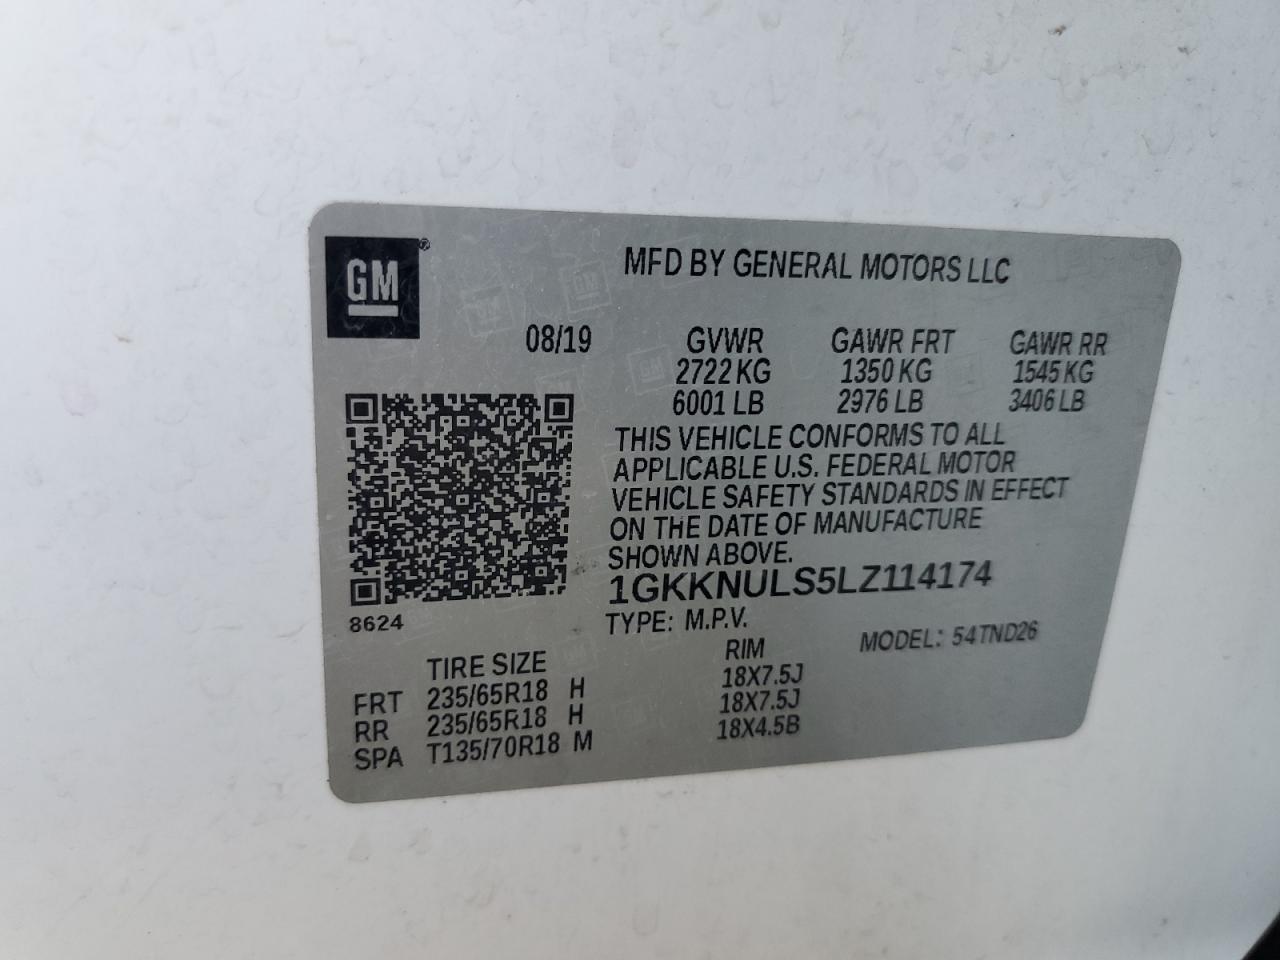 GM®
MFD BY GENERAL MOTORS LLC
08/19 GVWR GAWR FRT GAWR RR
2722 KG 1350 KG 1545 KG
6001 LB 2976 LB 3406 LB
THIS VEHICLE CONFORMS TO ALL
APPLICABLE U.S. FEDERAL MOTOR
VEHICLE SAFETY STANDARDS IN EFFECT
ON THE DATE OF MANUFACTURE
SHOWN ABOVE.
1GKKNULS5LZ114174
8624
TYPE: M.P.V. MODEL: 54TND26
TIRE SIZE RIM
FRT 235/65R18 H 18X7.5J
RR 235/65R18 H 18X7.5J
SPA T135/70R18 M 18X4.5B